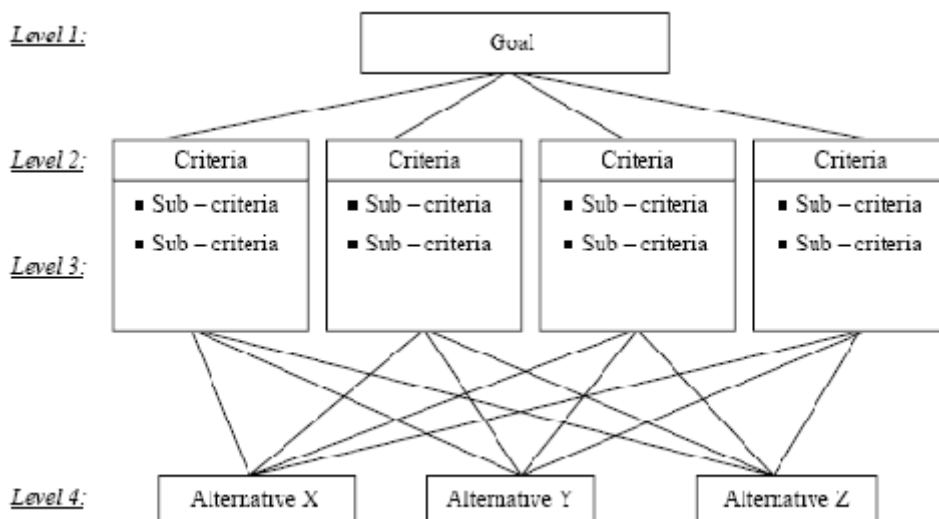 Level 1:
Goal
Level 2:
Criteria
Criteria
Criteria
Criteria
▪ Sub – criteria
▪ Sub – criteria
▪ Sub – criteria
▪ Sub – criteria
▪ Sub – criteria
▪ Sub – criteria
▪ Sub – criteria
▪ Sub – criteria
Level 3:
Level 4:
Alternative X
Alternative Y
Alternative Z